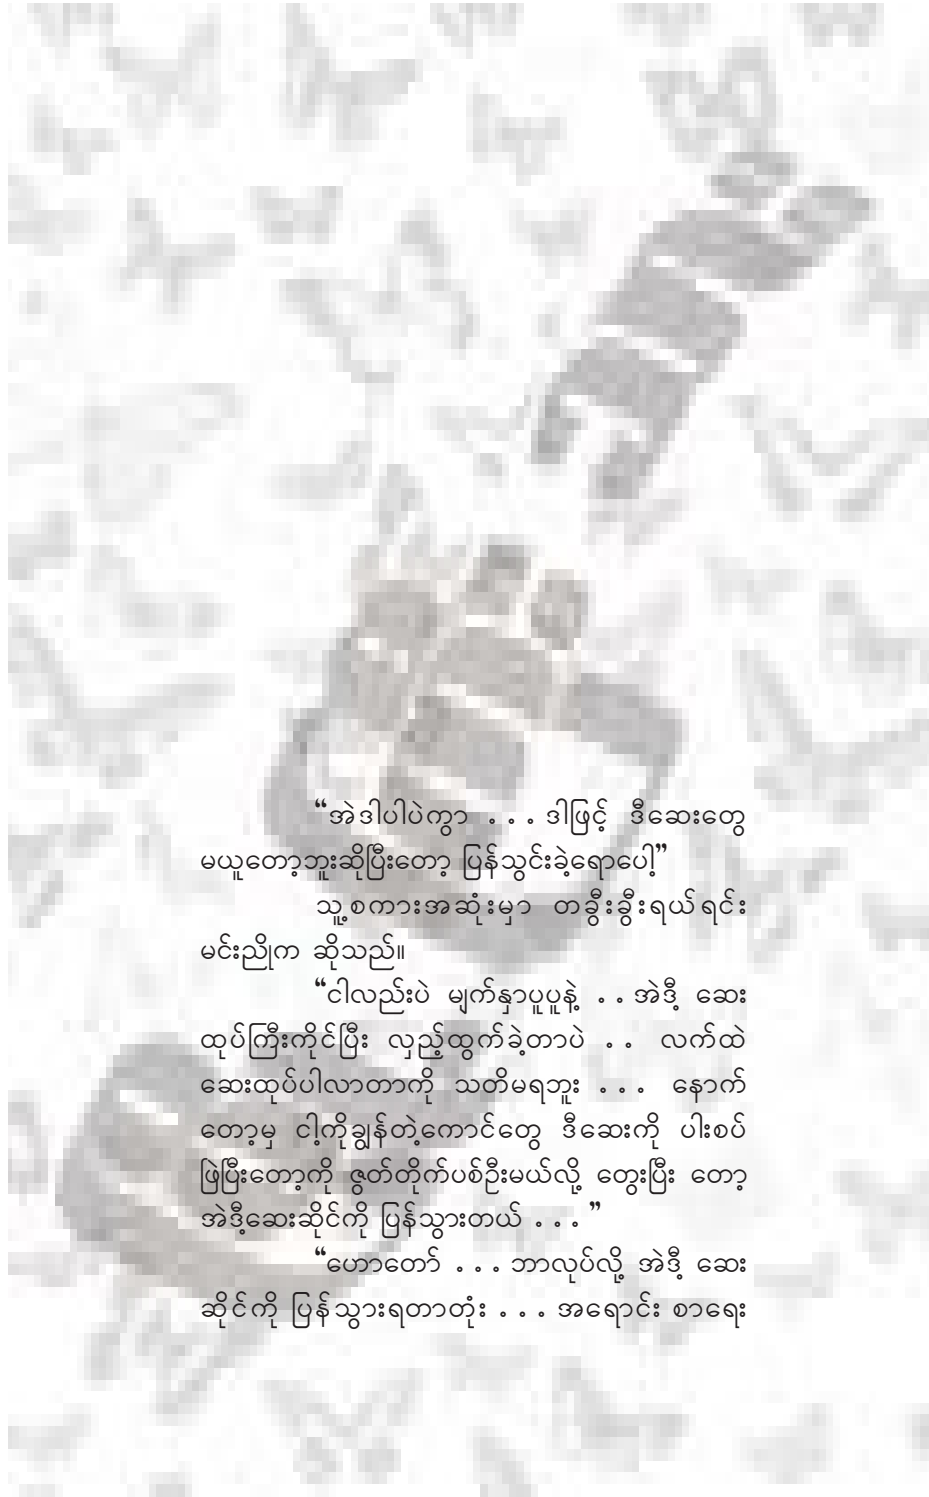 “အဲဒါပါပဲကွာ . . . ဒါဖြင့် ဒီဆေးတွေ
မယူတော့ဘူးဆိုပြီးတော့ ပြန်သွင်းခဲ့ရောပေါ့”
သူ့စကားအဆုံးမှာ တခွီးခွီးရယ်ရင်း
မင်းညိုက ဆိုသည်။
“ငါလည်းပဲ မျက်နှာပူပူနဲ့ . . အဲဒီ့ ဆေး
ထုပ်ကြီးကိုင်ပြီး လှည့်ထွက်ခဲ့တာပဲ . . လက်ထဲ
ဆေးထုပ်ပါလာတာကို သတိမရဘူး . . . နောက်
တော့မှ ငါ့ကိုချွန်တဲ့ကောင်တွေ ဒီဆေးကို ပါးစပ်
ဖြဲပြီးတော့ကို ဇွတ်တိုက်ပစ်ဦးမယ်လို့ တွေးပြီး တော့
အဲဒီ့ဆေးဆိုင်ကို ပြန်သွားတယ် . . . ”
“ဟောတော် . . . ဘာလုပ်လို့ အဲဒီ့ ဆေး
ဆိုင်ကို ပြန်သွားရတာတုံး . . . အရောင်း စာရေး